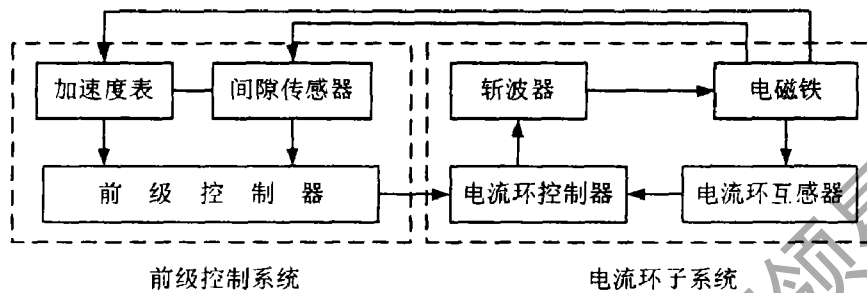 加速度表
间隙传感器
斩波器
电磁铁
前级控制器
电流环控制器
电流环互感器
前级控制系统
电流环子系统